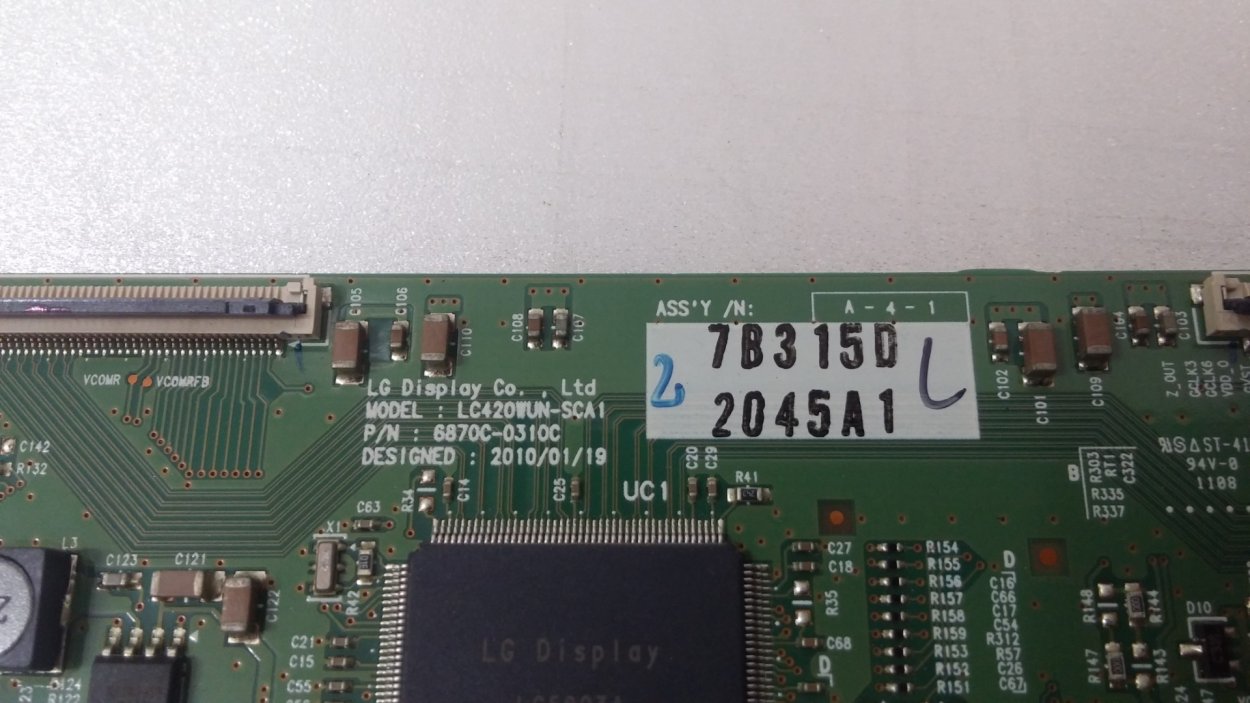 C105
C106
C110
C108
C107
ASS'Y /N:
A - 4 - 1
7B315D
2045A1
2
L
C102
C101
C109
C104
C103
Z_OUT
GCLK3
GCLK6
VDD_O
VCOMR
VCOMRFB
LG Display Co. , Ltd
MODEL : LC420WUN-SCA1
P/N : 6870C-0310C
DESIGNED : 2010/01/19
C142
R132
R34
C14
C25
UC1
C20
C29
R41
B
R303
RT1
C322
R335
R337
ST-4L
94V-0
1108
C63
X1
L3
C123
C121
C122
R42
C27
C18
R35
C68
D
R154
R155
R156
R157
R158
R159
R153
R152
R151
D
C16
C66
C17
C54
R312
R57
C26
C67
R148
R144
R147
R143
D10
C21
C15
C55
LG Display